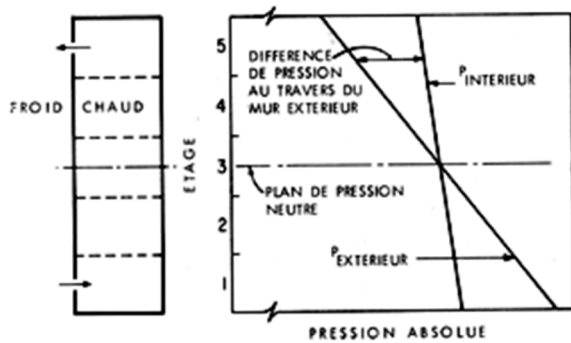 FROID CHAUD
ETAGE
5
4
3
2
1
DIFFERENCE
DE PRESSION
AU TRAVERS DU
MUR EXTERIEUR
PINTERIEUR
PLAN DE PRESSION
NEUTRE
PEXTERIEUR
PRESSION ABSOLUE